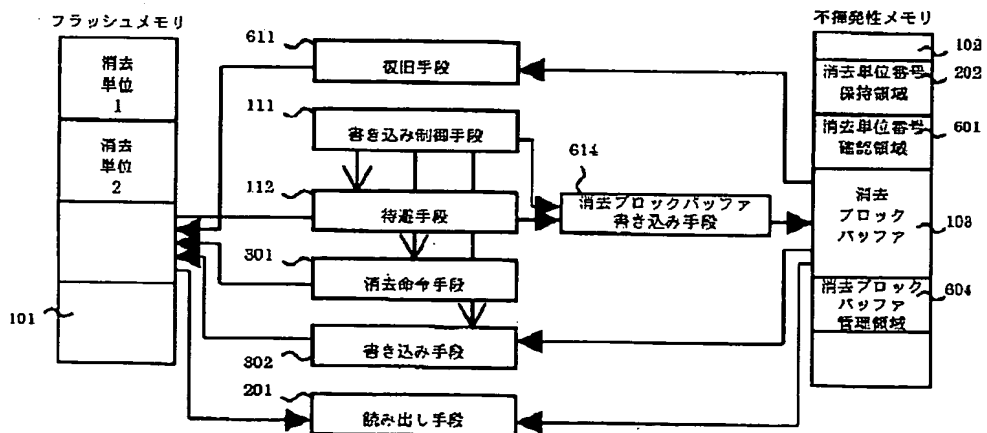 フラッシュメモリ
消去
単位
1
消去
単位
2
101
611
復旧手段
111
書き込み制御手段
112
待避手段
301
消去命令手段
書き込み手段
302
201
読み出し手段
614
消去ブロックバッファ
書き込み手段
不揮発性メモリ
102
消去単位番号
保持領域
202
消去単位番号
確認領域
601
消去
ブロック
バッファ
103
消去ブロック
バッファ
管理領域
604